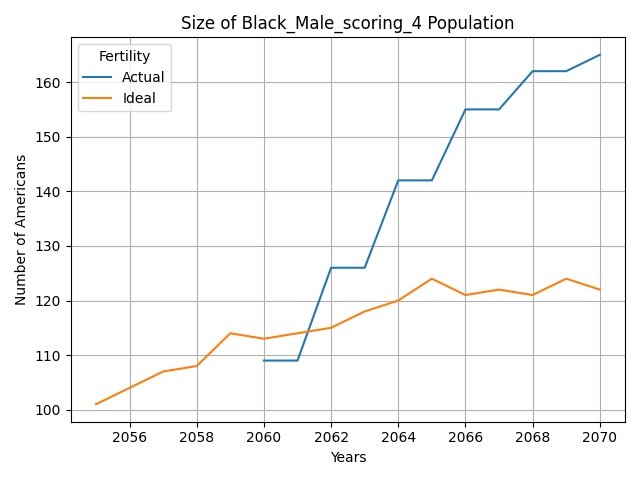 Size of Black_Male_scoring_4 Population
Fertility
Actual
Ideal
Number of Americans
160
150
140
130
120
110
100
2056 2058 2060 2062 2064 2066 2068 2070
Years